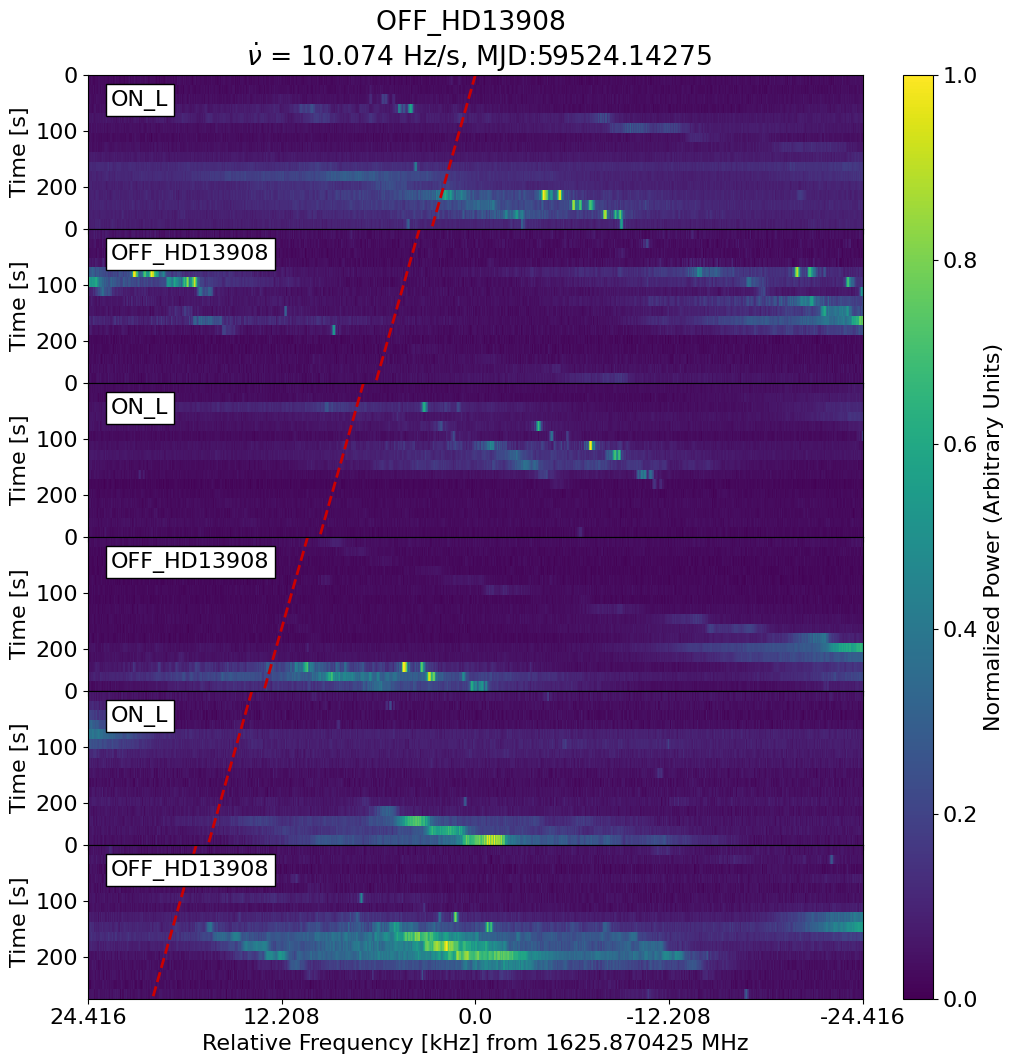 OFF_HD13908
ν̇ = 10.074 Hz/s, MJD:59524.14275
ON_L
OFF_HD13908
ON_L
OFF_HD13908
ON_L
OFF_HD13908
Time [s]
0
100
200
Time [s]
0
100
200
Time [s]
0
100
200
Time [s]
0
100
200
Time [s]
0
100
200
Time [s]
0
100
200
24.416 12.208 0.0 -12.208 -24.416
Relative Frequency [kHz] from 1625.870425 MHz
1.0
0.8
0.6
0.4
0.2
0.0
Normalized Power (Arbitrary Units)